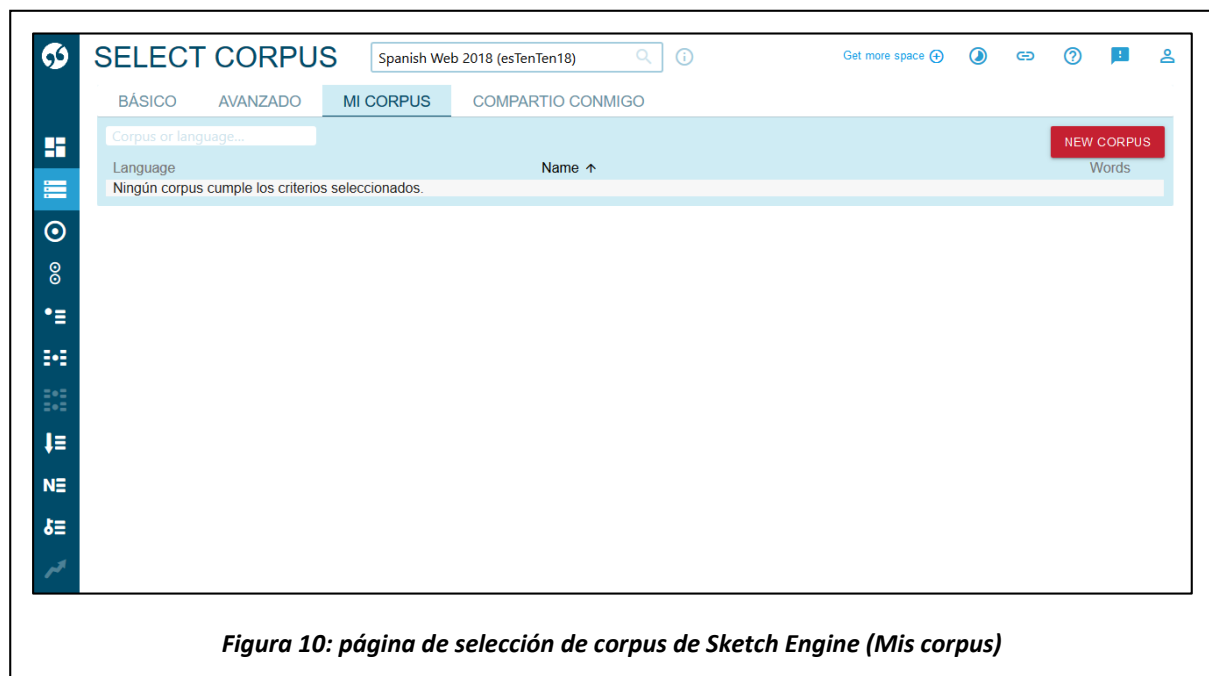 SELECT CORPUS Spanish Web 2018 (esTenTen18) Get more space
BÁSICO AVANZADO MI CORPUS COMPARTIO CONMIGO
Corpus or language...
NEW CORPUS
Language Name ↑ Words
Ningún corpus cumple los criterios seleccionados.
N
Figura 10: página de selección de corpus de Sketch Engine (Mis corpus)